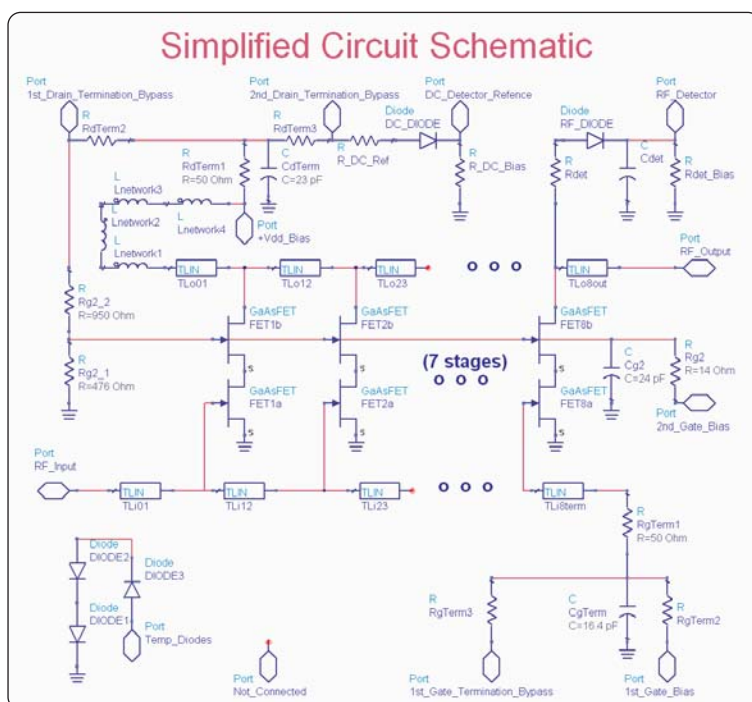 Simplified Circuit Schematic
Port
1st_Drain_Termination_Bypass
Port
2nd_Drain_Termination_Bypass
Port
DC_Detector_Refence
Port
RF_Detector
R
RdTerm2
R
RdTerm3
R
R_DC_Ref
Diode
DC_DIODE
Diode
RF_DIODE
R
RdTerm1
R=50 Ohm
C
CdTerm
C=23 pF
R
R_DC_Bias
R
Rdet
C
Cdet
R
Rdet_Bias
L
Lnetwork3
L
Lnetwork2
L
Lnetwork4
L
Lnetwork1
Port
+Vdd_Bias
TLIN
TLo01
TLIN
TLo12
TLIN
TLo23
TLIN
TLo8out
Port
RF_Output
R
Rg2_2
R=950 Ohm
GaAsFET
FET1b
GaAsFET
FET2b
GaAsFET
FET8b
R
Rg2_1
R=476 Ohm
s
s
s
(7 stages)
C
Cg2
C=24 pF
R
Rg2
R=14 Ohm
GaAsFET
FET1a
GaAsFET
FET2a
GaAsFET
FET8a
s
s
s
Port
2nd_Gate_Bias
Port
RF_Input
TLIN
TLi01
TLIN
TLi12
TLIN
TLi23
TLIN
TLi8term
R
RgTerm1
R=50 Ohm
Diode
DIODE2
Diode
DIODE3
Diode
DIODE1
Port
Temp_Diodes
R
RgTerm3
C
CgTerm
C=16.4 pF
R
RgTerm2
Port
Not_Connected
Port
1st_Gate_Termination_Bypass
Port
1st_Gate_Bias